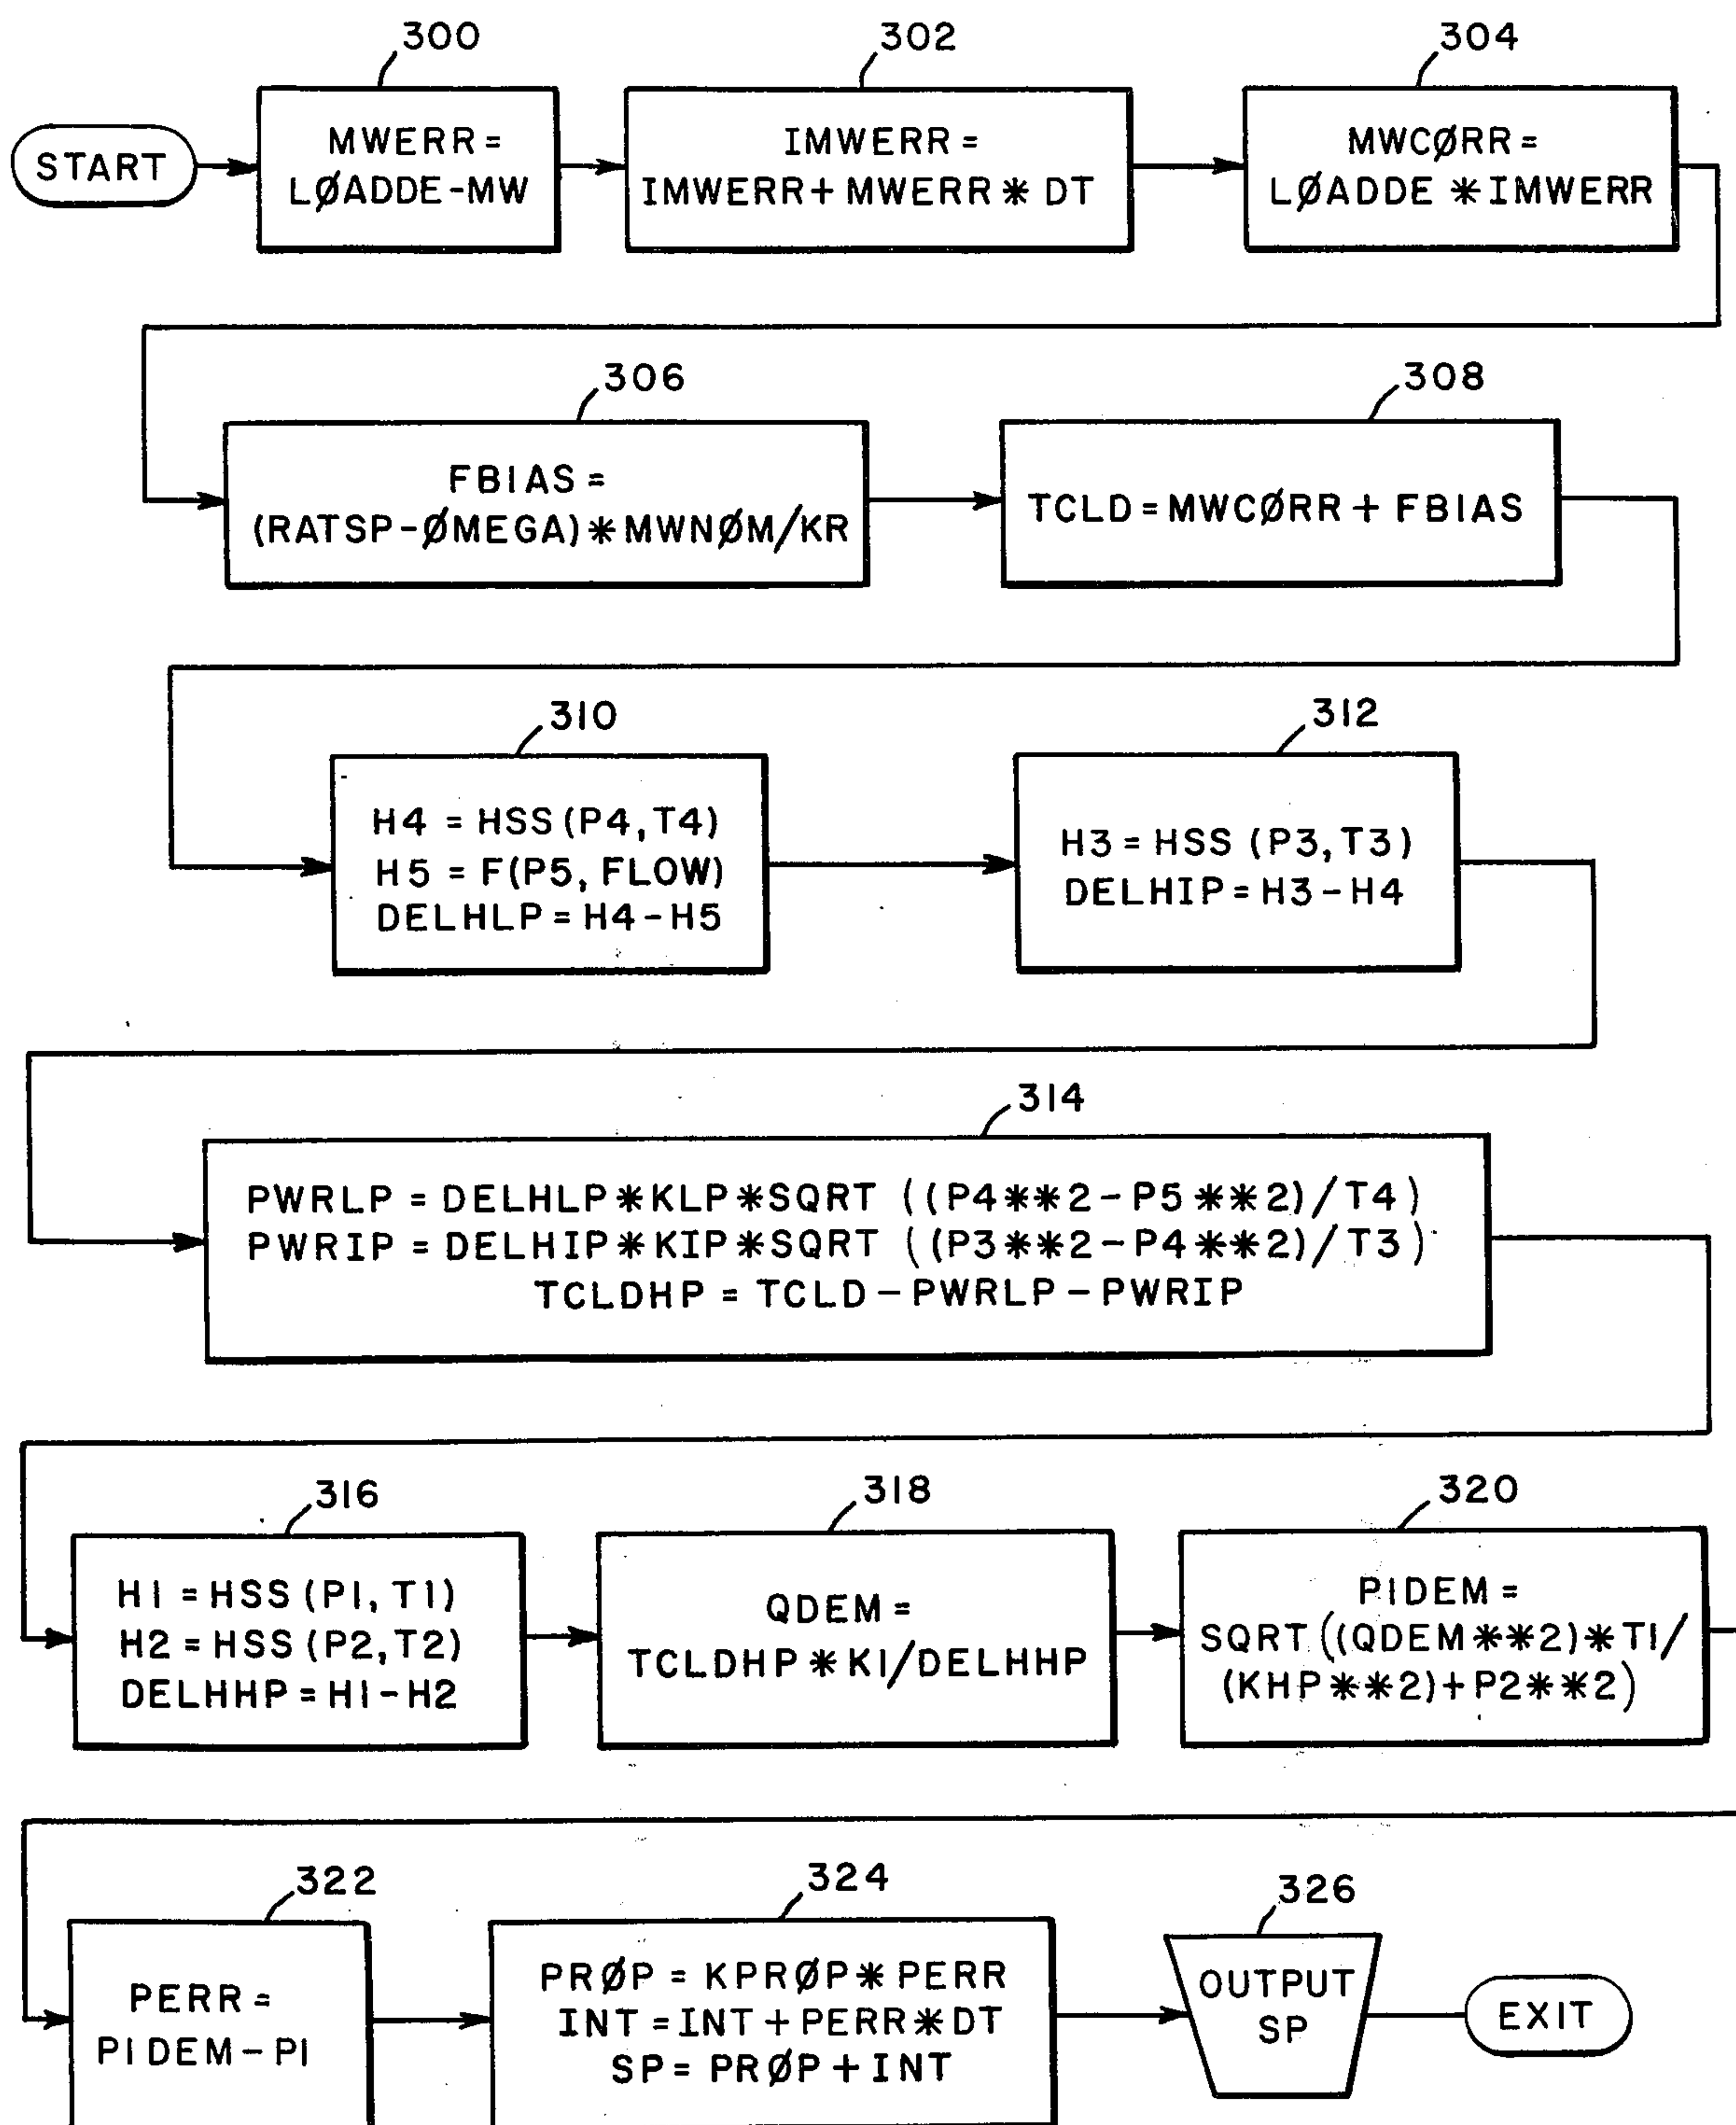 300
302
304
START
MWERR =
LØADDE-MW
IMWERR =
IMWERR + MWERR * DT
MWCØRR =
LØADDE * IMWERR
306
308
FBIAS =
(RATSP-ØMEGA) * MWNØM/KR
TCLD = MWCØRR + FBIAS
310
312
H4 = HSS (P4, T4)
H5 = F(P5, FLOW)
DELHLP = H4 - H5
H3 = HSS (P3, T3)
DELHIP = H3 - H4
314
PWRLP = DELHLP * KLP * SQRT ((P4**2 - P5**2)/T4)
PWRIP = DELHIP * KIP * SQRT ((P3**2 - P4**2)/T3)
TCLDHP = TCLD - PWRLP - PWRIP
316
318
320
H1 = HSS (P1, T1)
H2 = HSS (P2, T2)
DELHHP = H1 - H2
QDEM =
TCLDHP * K1/DELHHP
P1DEM =
SQRT ((QDEM**2) * T1/
(KHP**2) + P2**2)
322
324
326
PERR =
P1DEM - P1
PRØP = KPRØP * PERR
INT = INT + PERR * DT
SP = PRØP + INT
OUTPUT
SP
EXIT